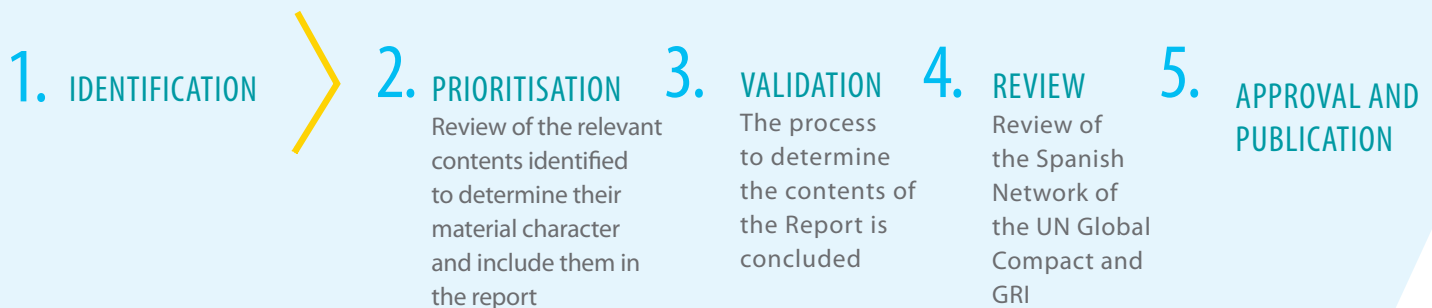 1. IDENTIFICATION
2. PRIORITISATION
Review of the relevant
contents identified
to determine their
material character
and include them in
the report
3. VALIDATION
The process
to determine
the contents of
the Report is
concluded
4. REVIEW
Review of
the Spanish
Network of
the UN Global
Compact and
GRI
5. APPROVAL AND
PUBLICATION